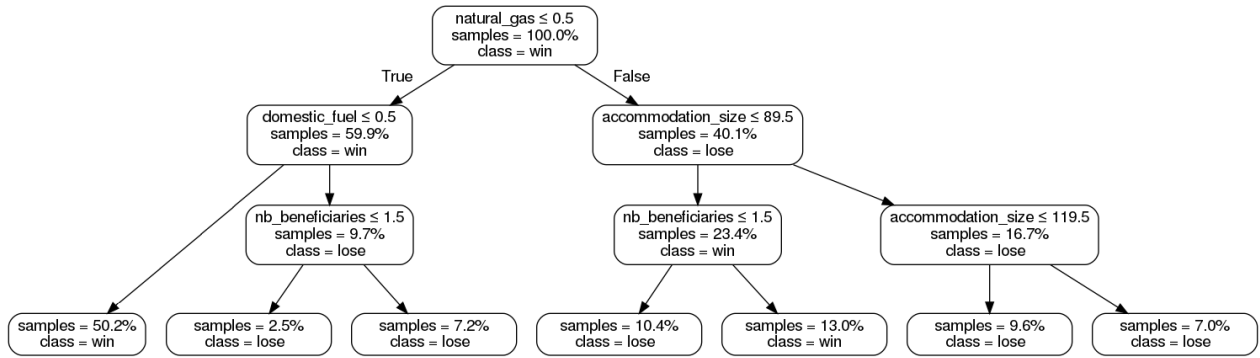 natural_gas ≤ 0.5
samples = 100.0%
class = win
True
False
domestic_fuel ≤ 0.5
samples = 59.9%
class = win
accommodation_size ≤ 89.5
samples = 40.1%
class = lose
nb_beneficiaries ≤ 1.5
samples = 9.7%
class = lose
nb_beneficiaries ≤ 1.5
samples = 23.4%
class = win
accommodation_size ≤ 119.5
samples = 16.7%
class = lose
samples = 50.2%
class = win
samples = 2.5%
class = lose
samples = 7.2%
class = lose
samples = 10.4%
class = lose
samples = 13.0%
class = win
samples = 9.6%
class = lose
samples = 7.0%
class = lose